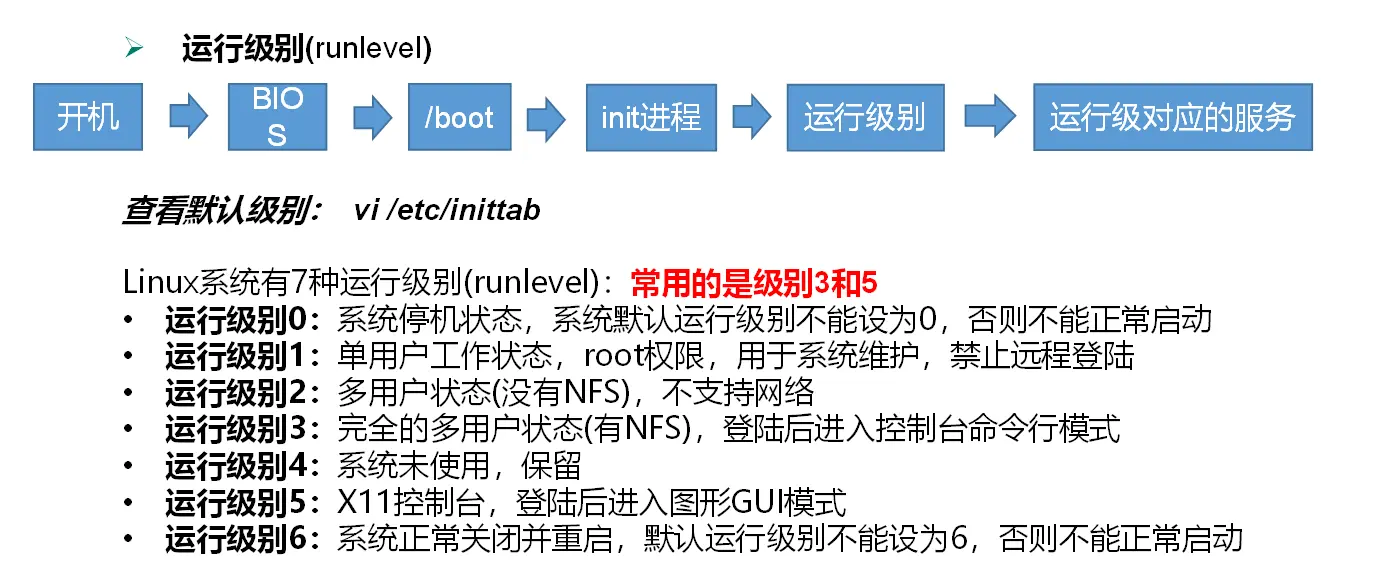 ➢ 运行级别(runlevel)
开机
BIO
S
/boot
init进程
运行级别
运行级对应的服务
查看默认级别： vi /etc/inittab
Linux系统有7种运行级别(runlevel)：常用的是级别3和5
• 运行级别0：系统停机状态，系统默认运行级别不能设为0，否则不能正常启动
• 运行级别1：单用户工作状态，root权限，用于系统维护，禁止远程登陆
• 运行级别2：多用户状态(没有NFS)，不支持网络
• 运行级别3：完全的多用户状态(有NFS)，登陆后进入控制台命令行模式
• 运行级别4：系统未使用，保留
• 运行级别5：X11控制台，登陆后进入图形GUI模式
• 运行级别6：系统正常关闭并重启，默认运行级别不能设为6，否则不能正常启动